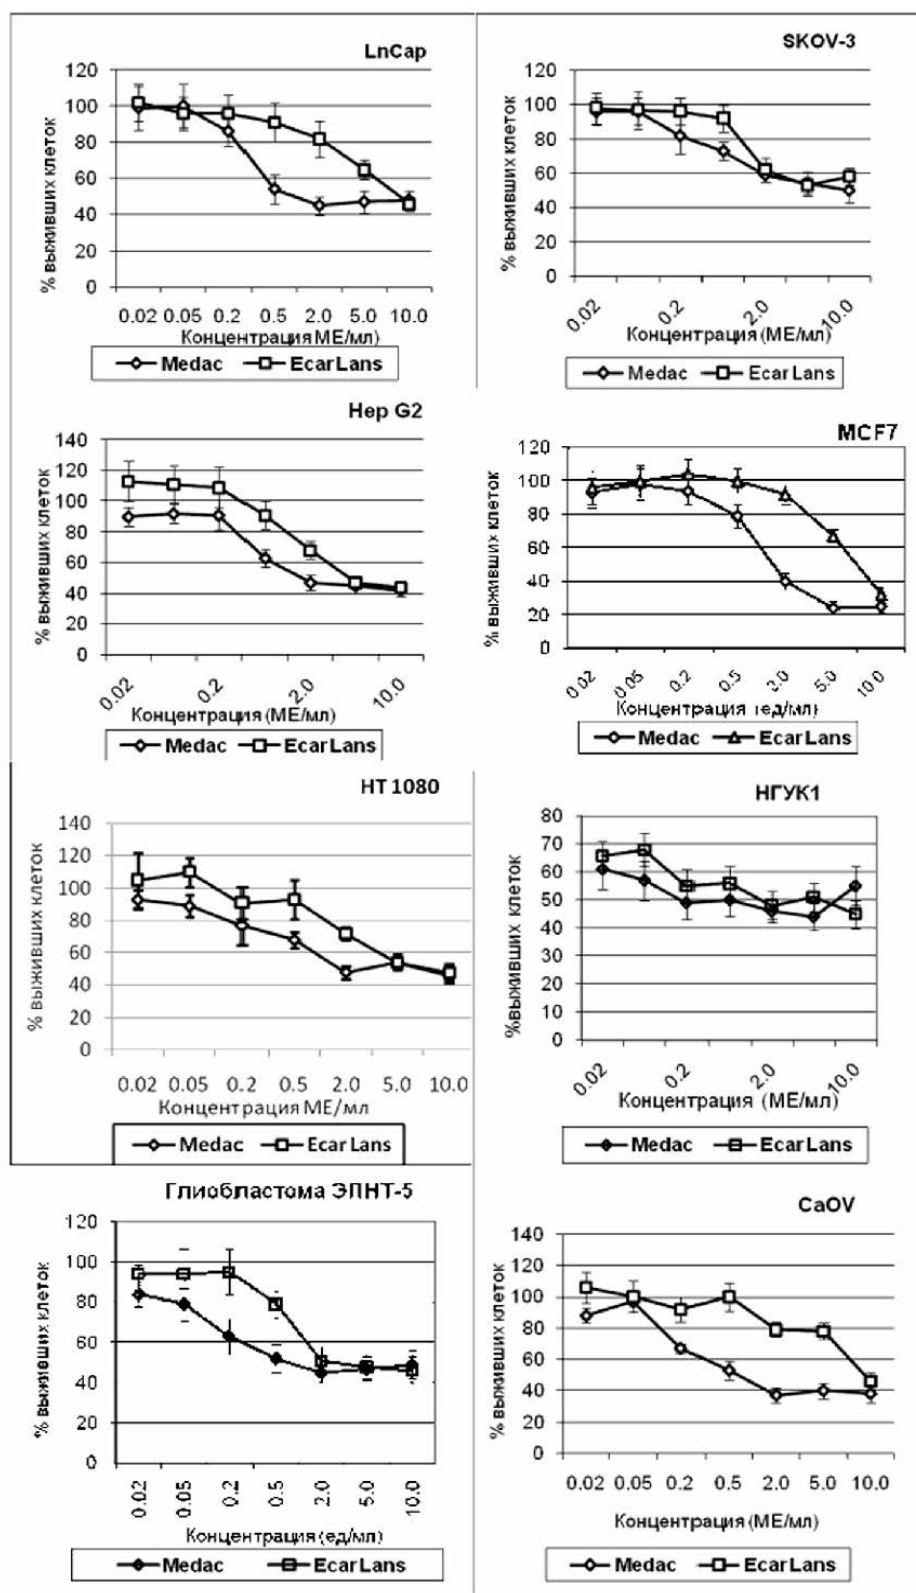 LnCap
120
100
80
60
40
20
0
% выживших клеток
0.02 0.05 0.2 0.5 2.0 5.0 10.0
Концентрация МЕ/мл
Medac EcarLans
SKOV-3
120
100
80
60
40
20
0
% выживших клеток
0.02 0.2 2.0 10.0
Концентрация (МЕ/мл)
Medac EcarLans
Hep G2
140
120
100
80
60
40
20
0
% выживших клеток
0.02 0.2 2.0 10.0
Концентрация (МЕ/мл)
Medac EcarLans
MCF7
120
100
80
60
40
20
0
% выживших клеток
0.02 0.05 0.2 0.5 2.0 5.0 10.0
Концентрация (ед/мл)
Medac EcarLans
HT 1080
140
120
100
80
60
40
20
0
% выживших клеток
0.02 0.05 0.2 0.5 2.0 5.0 10.0
Концентрация МЕ/мл
Medac EcarLans
НГУК1
80
70
60
50
40
30
20
10
0
%выживших клеток
0.02 0.2 2.0 10.0
Концентрация (МЕ/мл)
Medac EcarLans
Глиобластома ЭПНТ-5
120
100
80
60
40
20
0
% выживших клеток
0.02 0.05 0.2 0.5 2.0 5.0 10.0
Концентрация (ед/мл)
Medac EcarLans
CaOV
140
120
100
80
60
40
20
0
% выживших клеток
0.02 0.05 0.2 0.5 2.0 5.0 10.0
Концентрация (МЕ/мл)
Medac EcarLans